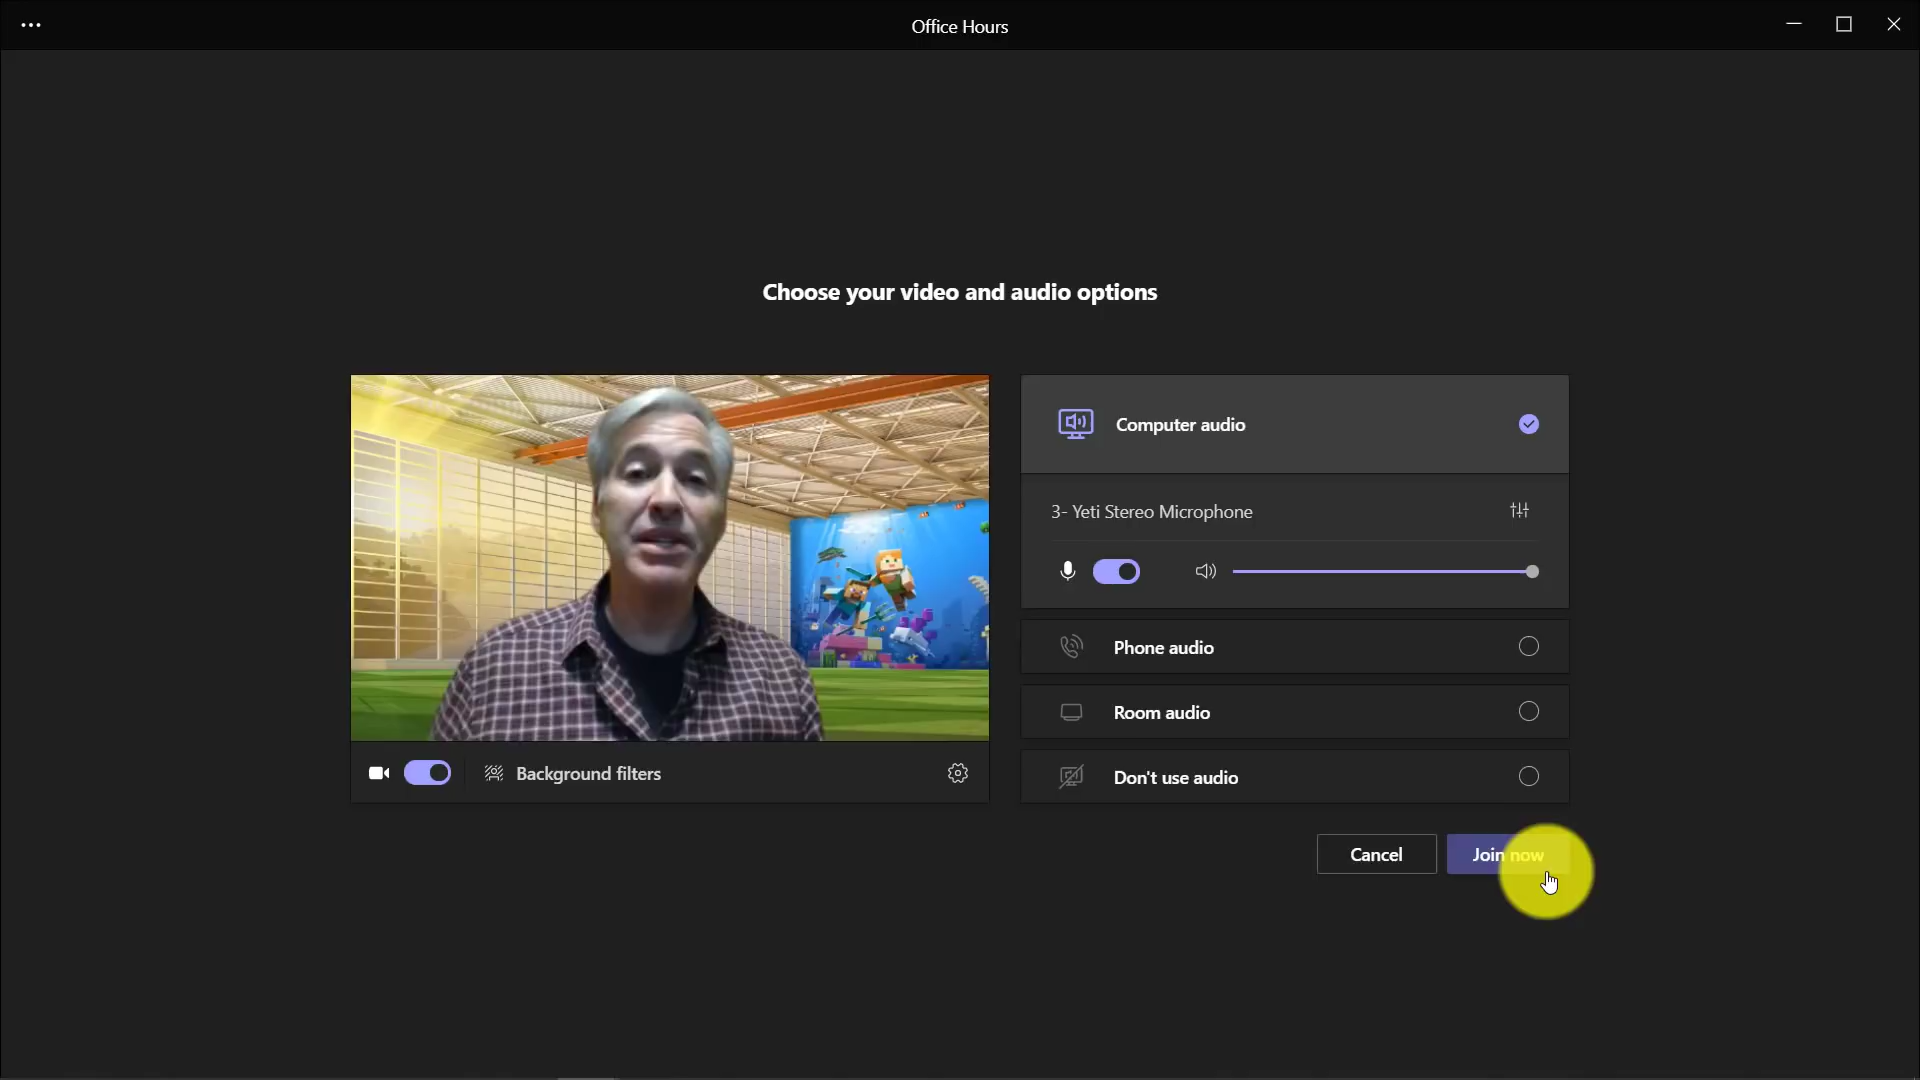 Office Hours
Choose your video and audio options
Computer audio
3- Yeti Stereo Microphone
Phone audio
Room audio
Background filters
Don't use audio
Cancel
Join now